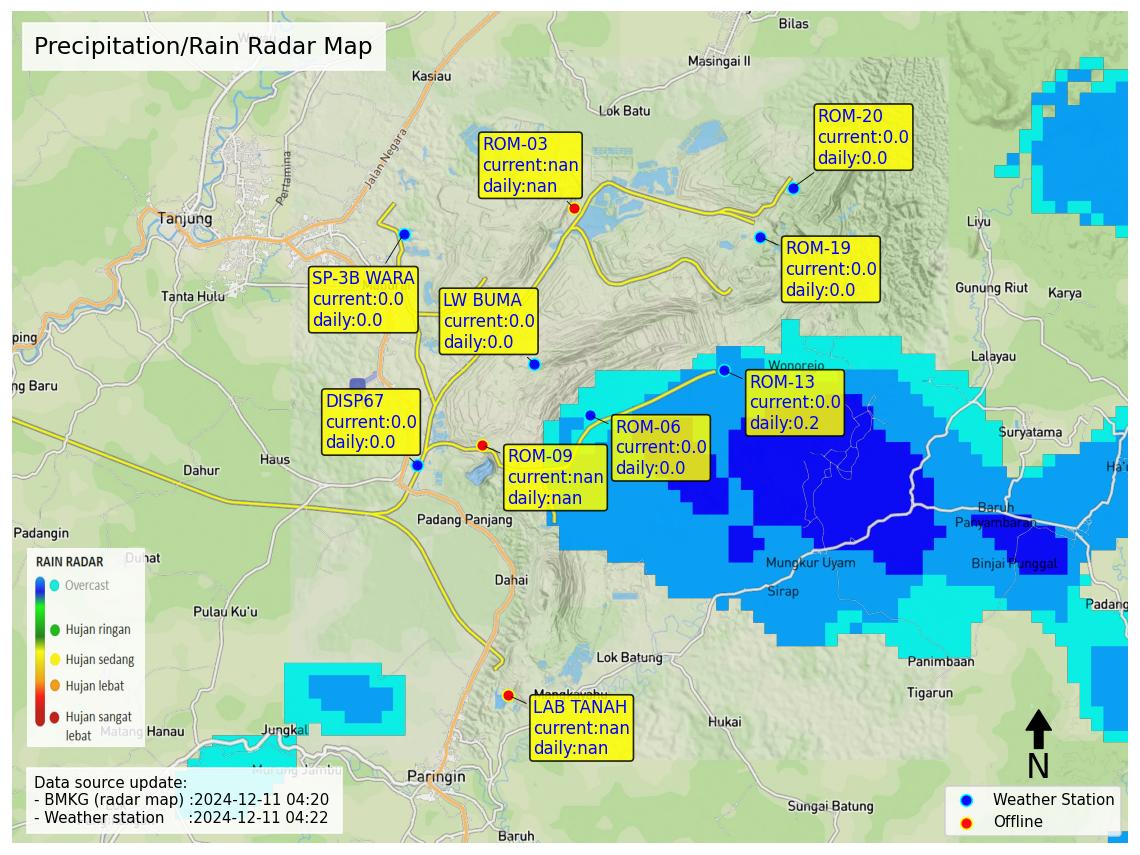 Precipitation/Rain Radar Map
Bilas
Masingai II
Kasiau
Lok Batu
ROM-20
current:0.0
daily:0.0
ROM-03
current:nan
daily:nan
Jalan Negara
Pertamina
Tanjung
Liyu
ROM-19
current:0.0
daily:0.0
SP-3B WARA
current:0.0
daily:0.0
Tanta Hulu
LW BUMA
current:0.0
daily:0.0
Gunung Riut
Karya
ping
Lalayau
Wonorejo
ng Baru
ROM-13
current:0.0
daily:0.2
DISP67
current:0.0
daily:0.0
ROM-06
current:0.0
daily:0.0
Suryatama
Haus
Dahur
ROM-09
current:nan
daily:nan
Ha'u
Baruh
Panyambaran
Padang Panjang
Padangin
Duhat
Mungkur Uyam
Binjai Punggal
Dahai
Sirap
Padang
Pulau Ku'u
RAIN RADAR
Overcast
Hujan ringan
Hujan sedang
Hujan lebat
Hujan sangat
lebat
Lok Batung
Panimbaan
Tigarun
Mangkayahu
LAB TANAH
current:nan
daily:nan
Hukai
Matang Hanau
Jungkal
Murung Jambu
Paringin
Sungai Batung
Baruh
N
Data source update:
- BMKG (radar map) :2024-12-11 04:20
- Weather station :2024-12-11 04:22
Weather Station
Offline